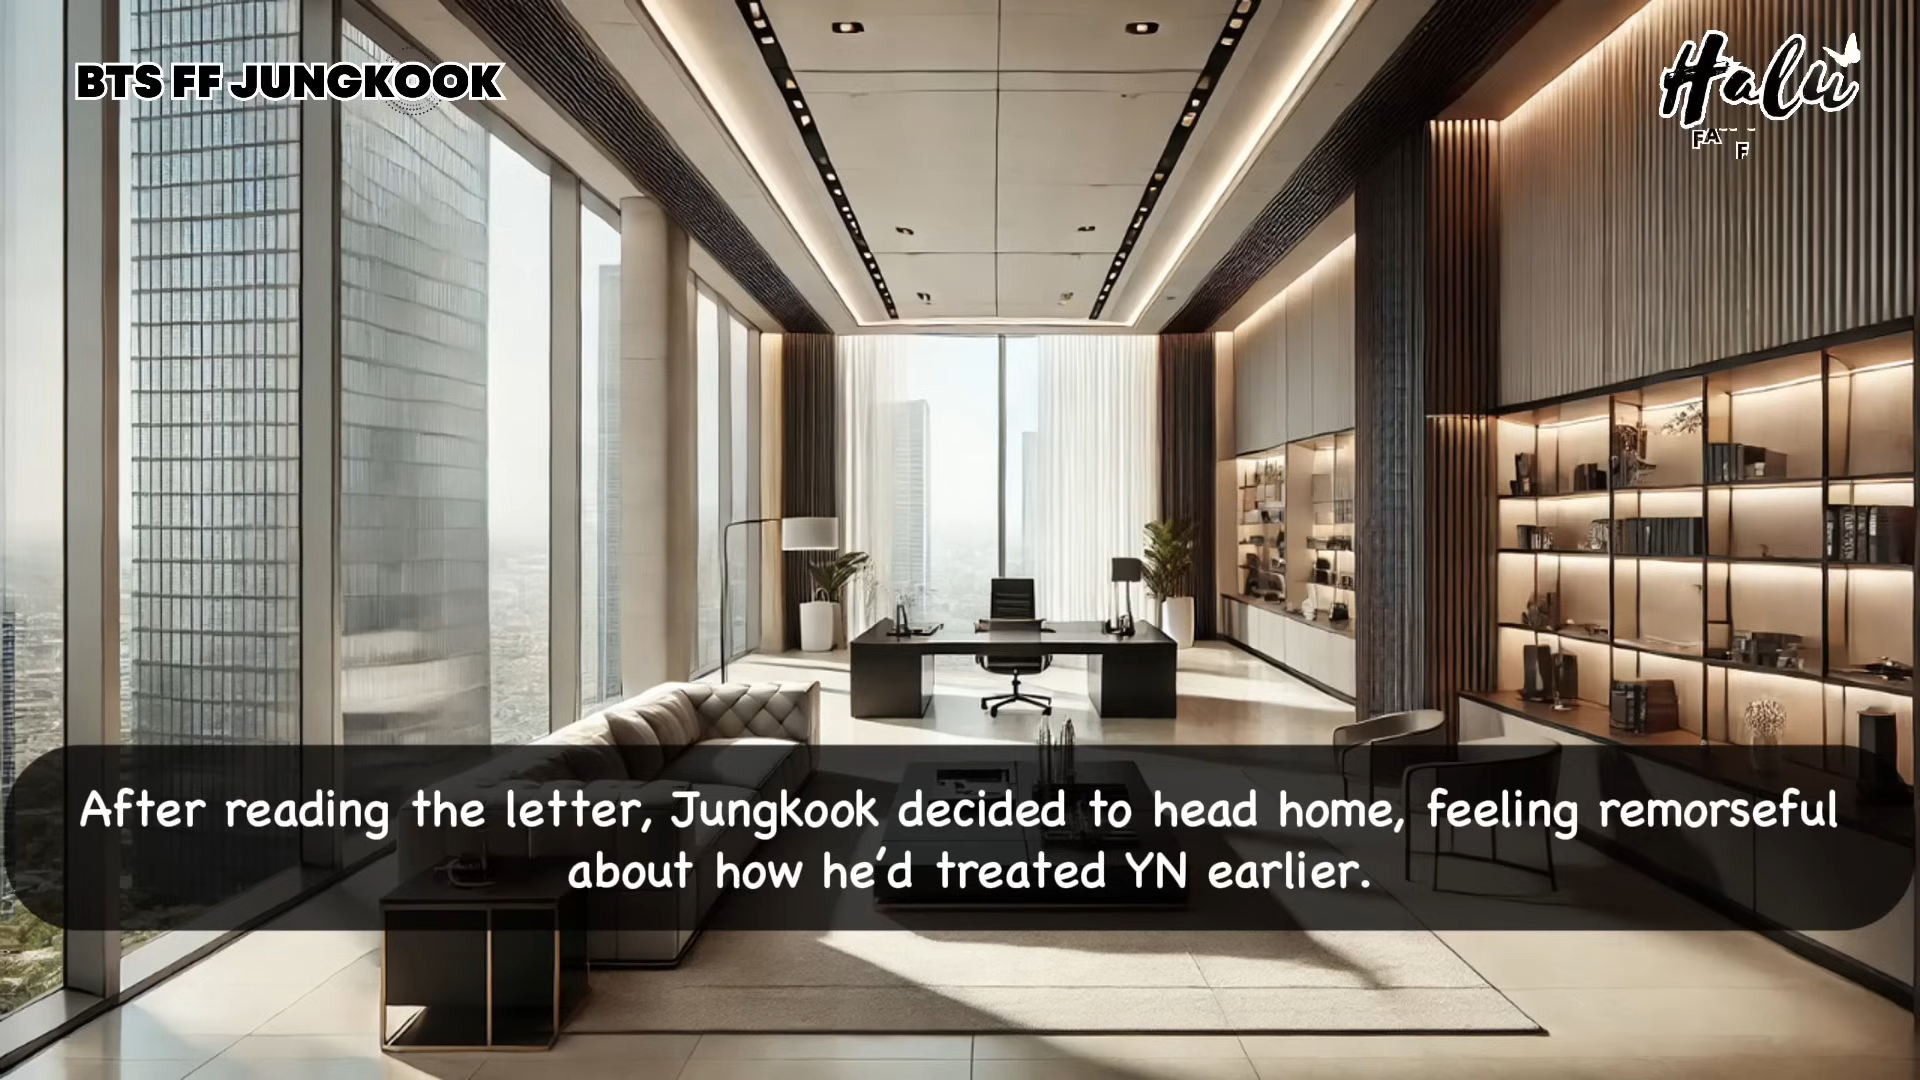 BTS FF JUNGKOOK
Halu
After reading the letter, Jungkook decided to head home, feeling remorseful
about how he’d treated YN earlier.